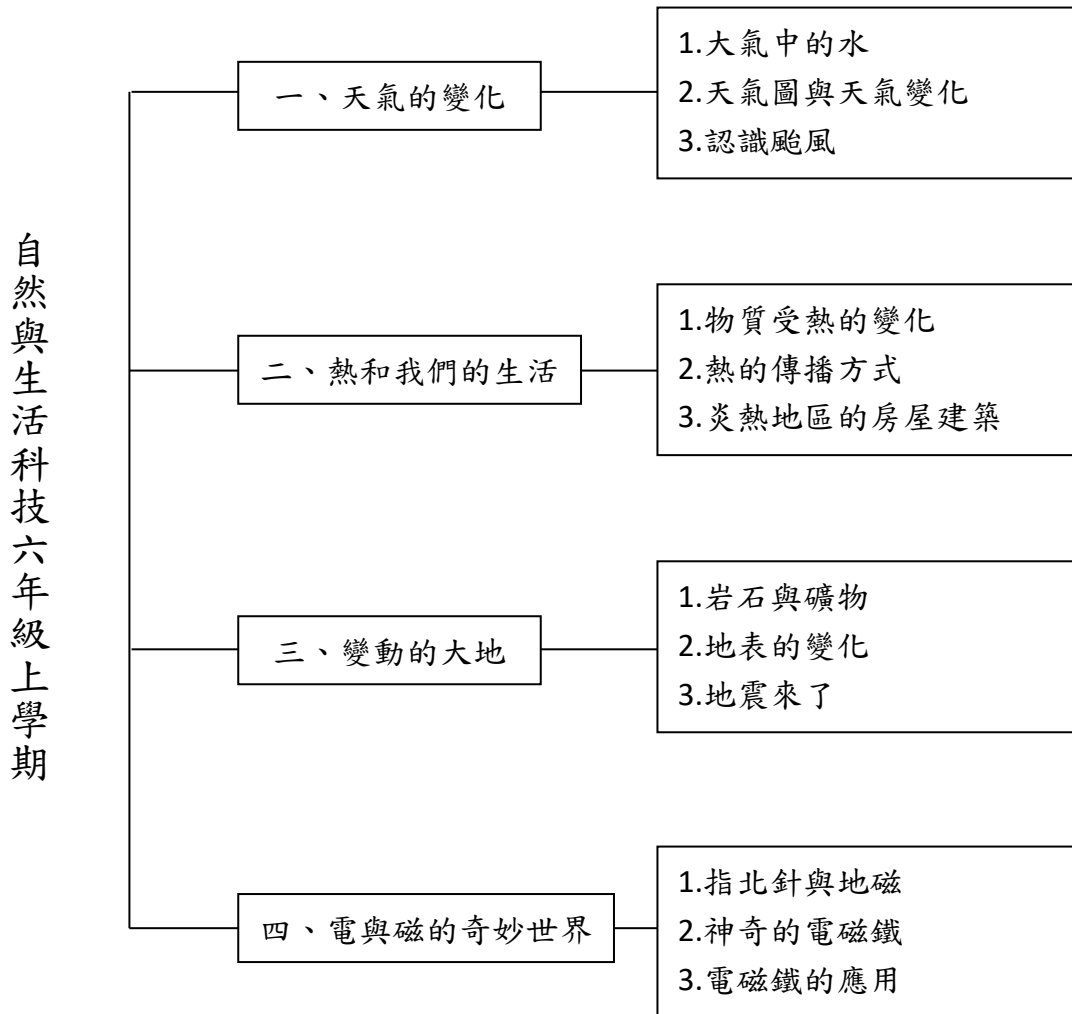 自然與生活科技六年級上學期
一、天氣的變化
1.大氣中的水
2.天氣圖與天氣變化
3.認識颱風
二、熱和我們的生活
1.物質受熱的變化
2.熱的傳播方式
3.炎熱地區的房屋建築
三、變動的大地
1.岩石與礦物
2.地表的變化
3.地震來了
四、電與磁的奇妙世界
1.指北針與地磁
2.神奇的電磁鐵
3.電磁鐵的應用